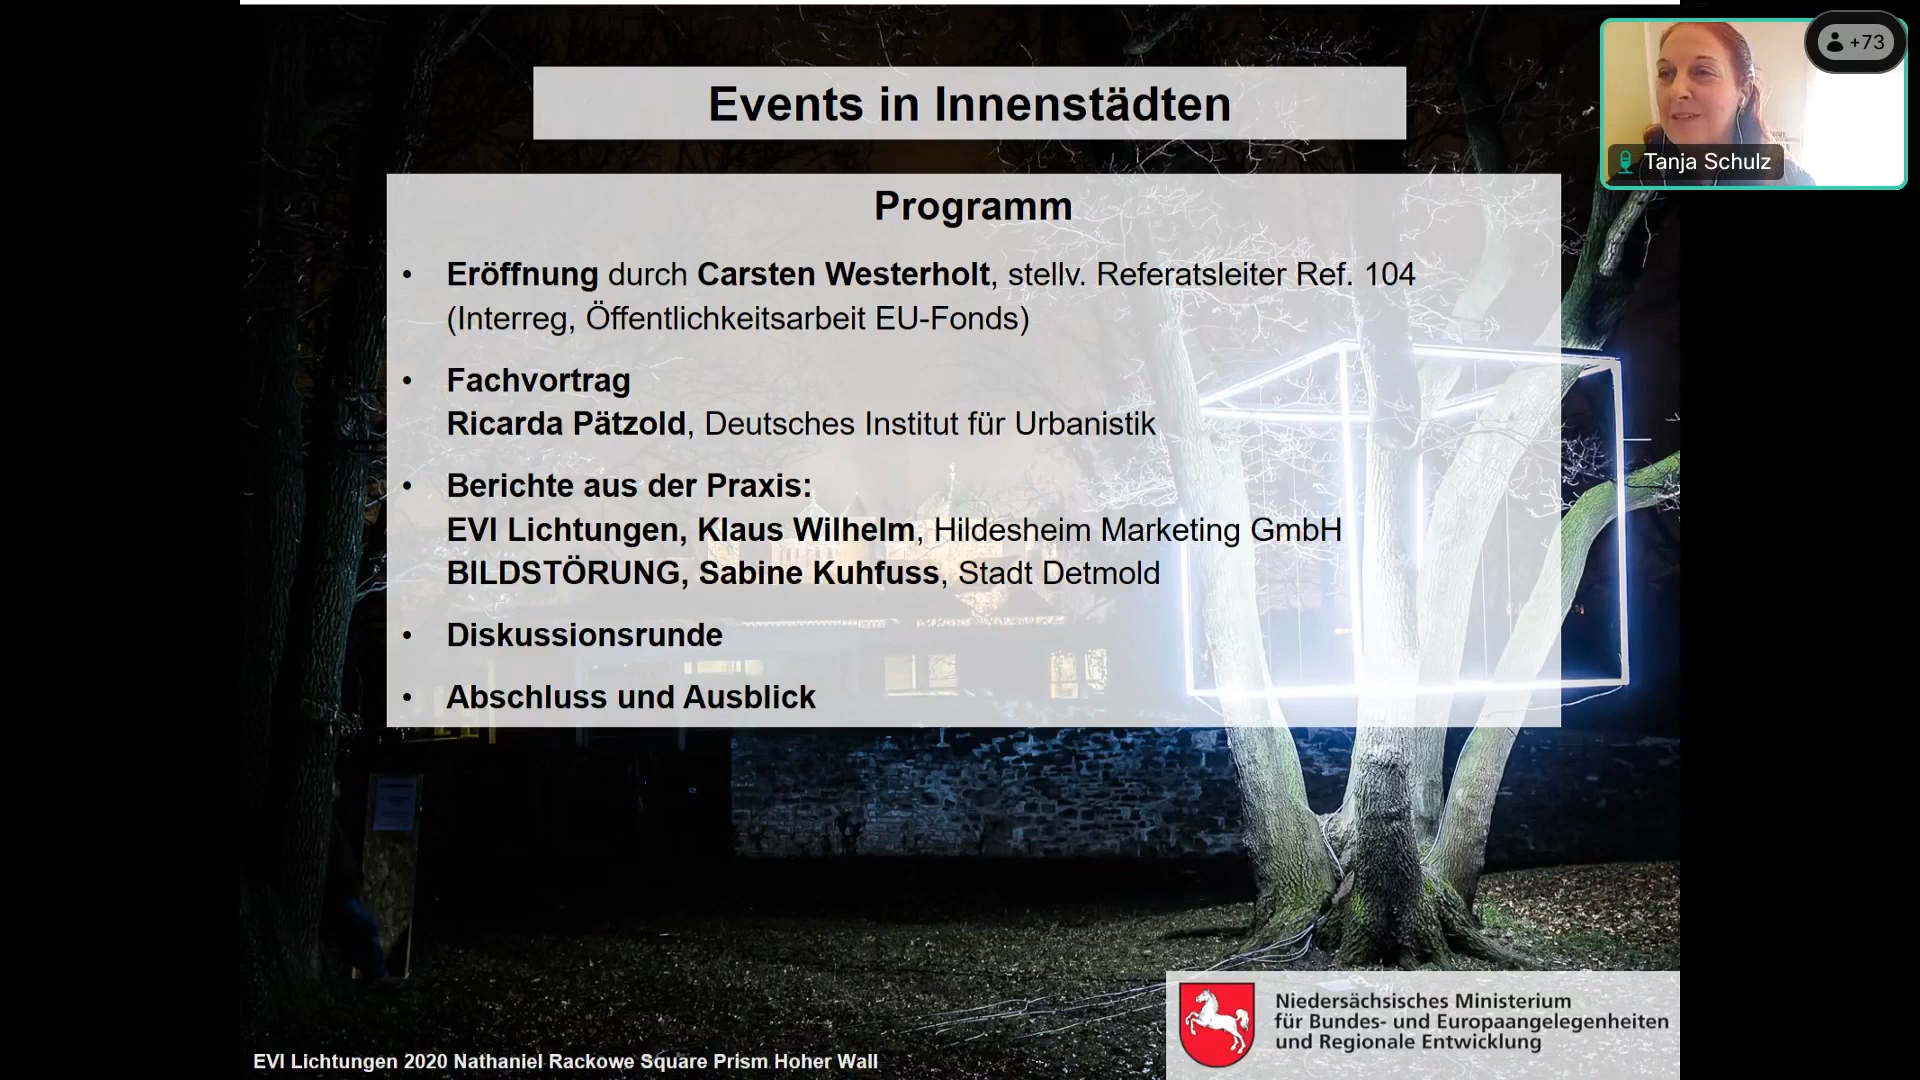 Events in Innenstädten
+73
Tanja Schulz
Programm
• Eröffnung durch Carsten Westerholt, stellv. Referatsleiter Ref. 104
(Interreg, Öffentlichkeitsarbeit EU-Fonds)
• Fachvortrag
Ricarda Pätzold, Deutsches Institut für Urbanistik
• Berichte aus der Praxis:
EVI Lichtungen, Klaus Wilhelm, Hildesheim Marketing GmbH
BILDSTÖRUNG, Sabine Kuhfuss, Stadt Detmold
• Diskussionsrunde
• Abschluss und Ausblick
Niedersächsisches Ministerium
für Bundes- und Europaangelegenheiten
und Regionale Entwicklung
EVI Lichtungen 2020 Nathaniel Rackowe Square Prism Hoher Wall